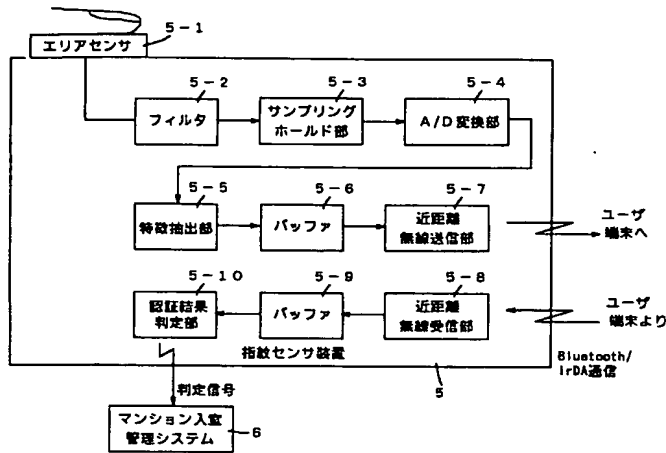 エリアセンサ
5-1
5-2
フィルタ
5-3
サンプリング
ホールド部
5-4
A/D変換部
5-5
特徴抽出部
5-6
バッファ
5-7
近距離
無線送信部
ユーザ
端末へ
5-10
認証結果
判定部
5-9
バッファ
5-8
近距離
無線受信部
ユーザ
端末より
指紋センサ装置
Bluetooth/
IrDA通信
5
判定信号
マンション入室
管理システム
6